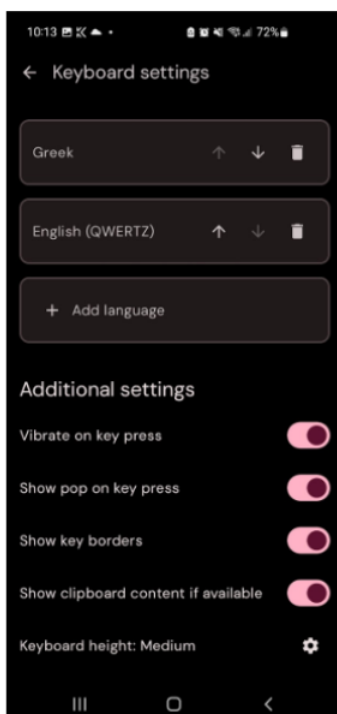 10:13
72%
Keyboard settings
Greek
English (QWERTZ)
+ Add language
Additional settings
Vibrate on key press
Show pop on key press
Show key borders
Show clipboard content if available
Keyboard height: Medium